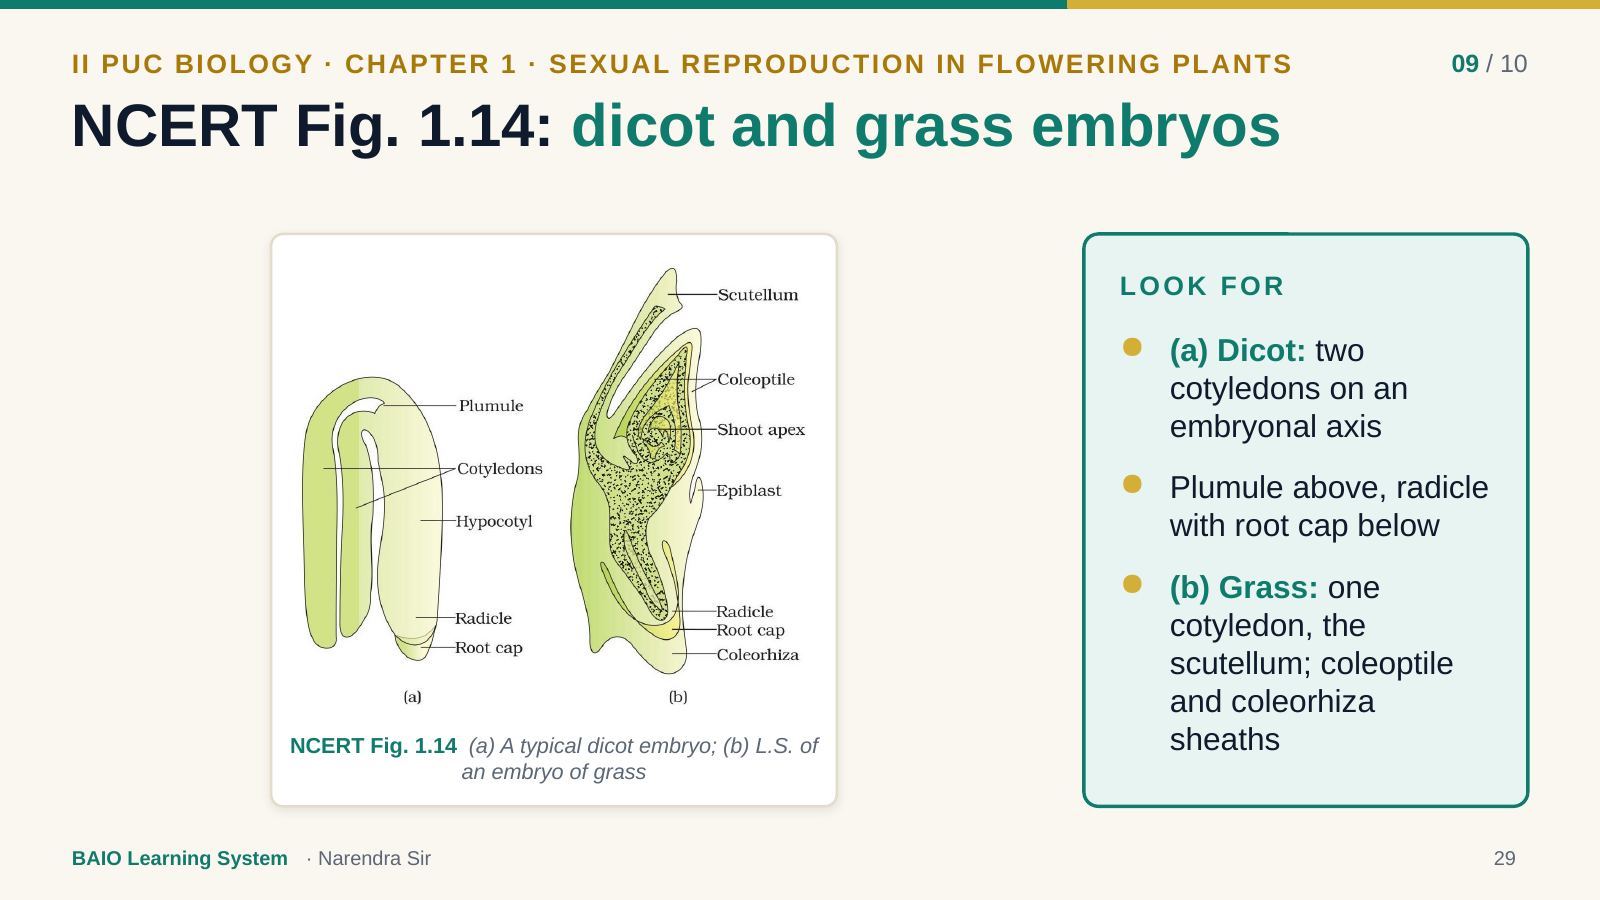 II PUC BIOLOGY · CHAPTER 1 · SEXUAL REPRODUCTION IN FLOWERING PLANTS
09 / 10
NCERT Fig. 1.14: dicot and grass embryos
Plumule
Cotyledons
Hypocotyl
Radicle
Root cap
(a)
Scutellum
Coleoptile
Shoot apex
Epiblast
Radicle
Root cap
Coleorhiza
(b)
NCERT Fig. 1.14 (a) A typical dicot embryo; (b) L.S. of
an embryo of grass
LOOK FOR
(a) Dicot: two
cotyledons on an
embryonal axis
Plumule above, radicle
with root cap below
(b) Grass: one
cotyledon, the
scutellum; coleoptile
and coleorhiza
sheaths
BAIO Learning System · Narendra Sir
29